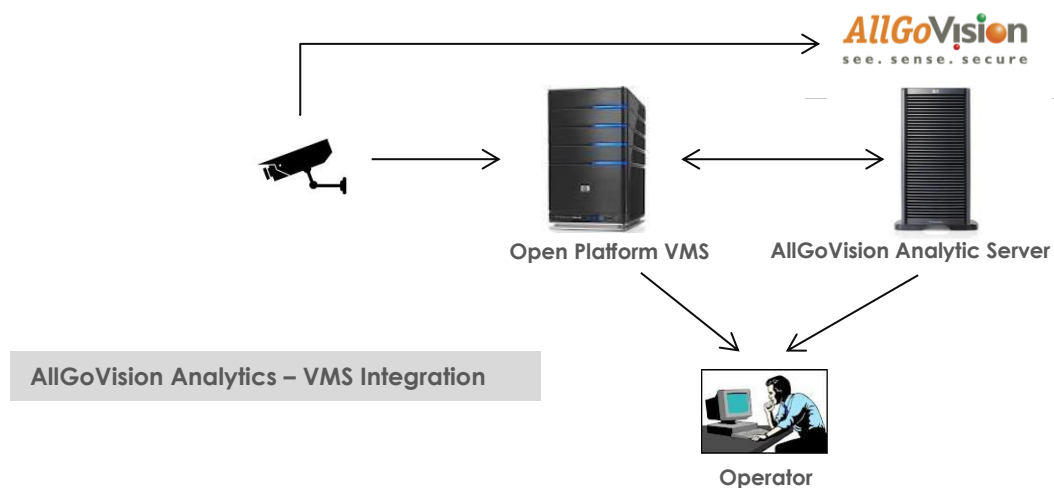 AllGoVision
see. sense. secure
Open Platform VMS
AllGoVision Analytic Server
AllGoVision Analytics – VMS Integration
Operator